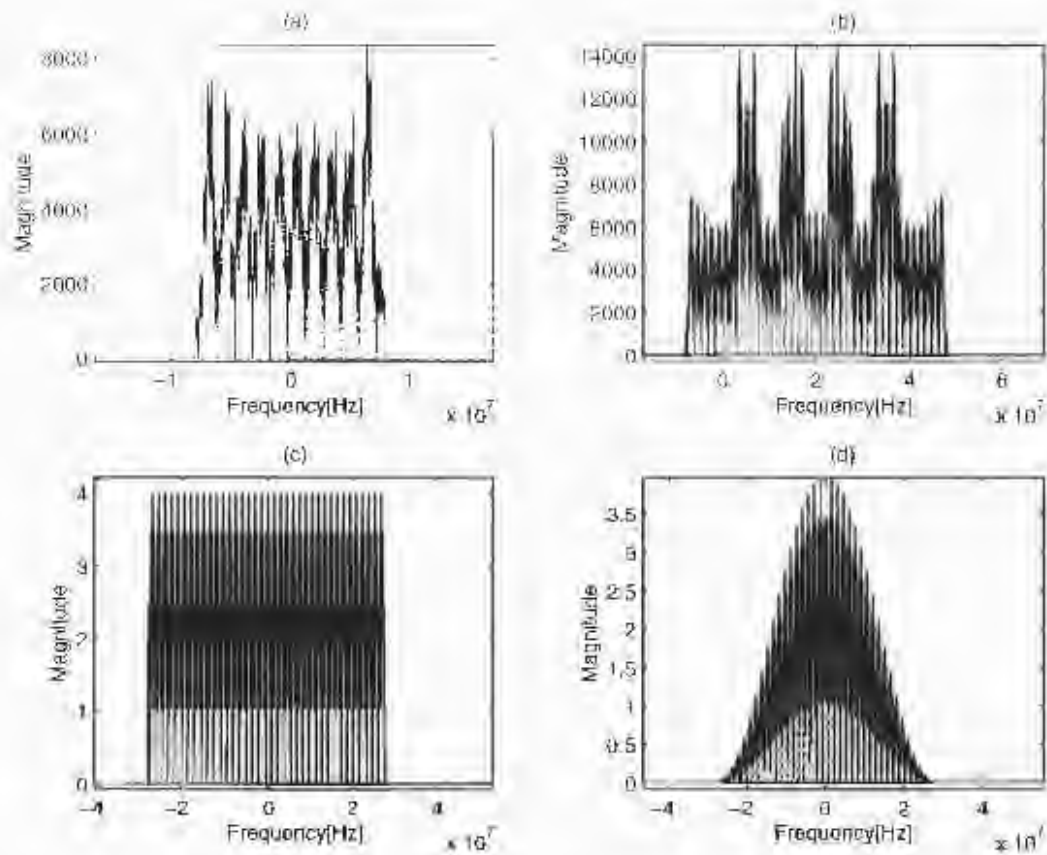 (a)
8000
6000
4000
2000
0
Magnitude
−1 0 1
Frequency[Hz]
x 10^7
(b)
14000
12000
10000
8000
6000
4000
2000
0
Magnitude
0 2 4 6
Frequency[Hz]
x 10^7
(c)
4
3
2
1
0
Magnitude
−4 −2 0 2 4
Frequency[Hz]
x 10^7
(d)
3.5
3
2.5
2
1.5
1
0.5
0
Magnitude
−4 −2 0 2 4
Frequency[Hz]
x 10^7